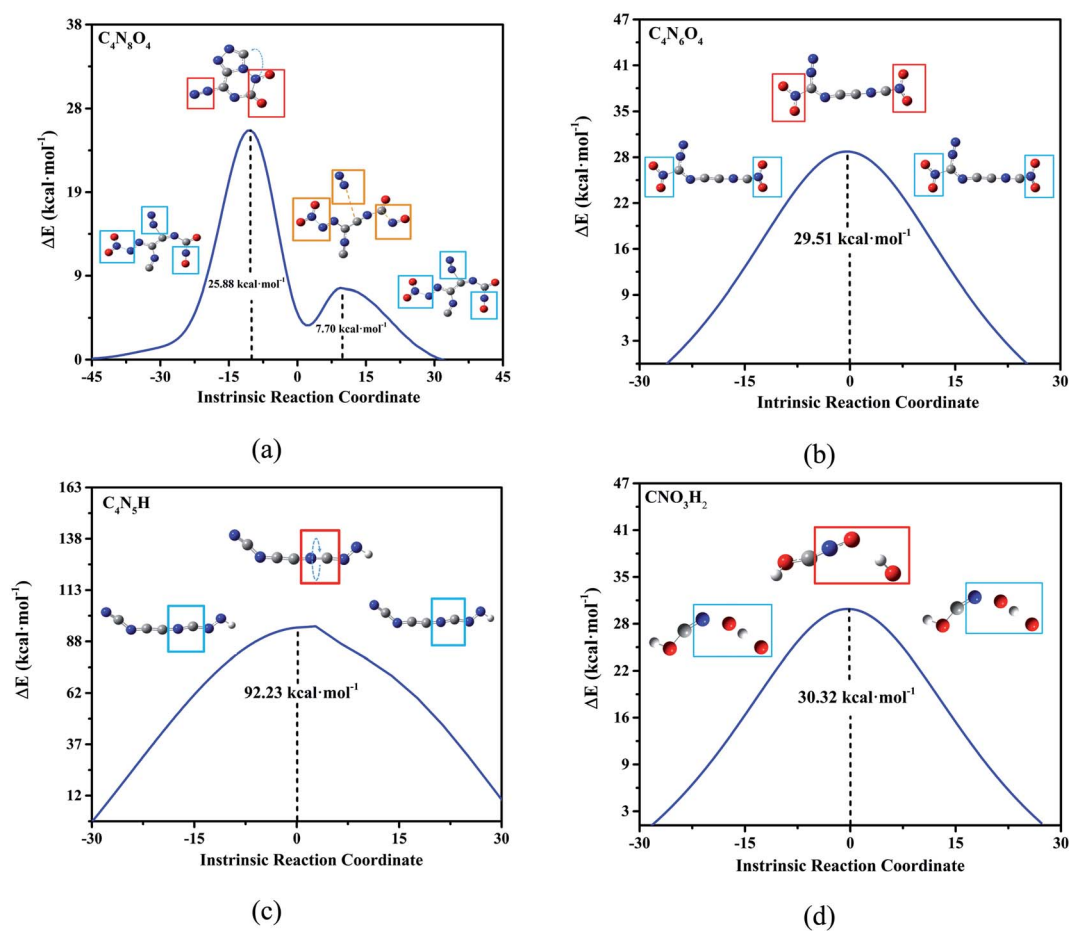 C₄N₈O₄
38
28
19
9
0
ΔE (kcal·mol⁻¹)
25.88 kcal·mol⁻¹
7.70 kcal·mol⁻¹
-45 -30 -15 0 15 30 45
Instrinsic Reaction Coordinate
(a)
C₄N₆O₄
47
41
35
28
22
16
9
3
ΔE (kcal·mol⁻¹)
29.51 kcal·mol⁻¹
-30 -15 0 15 30
Intrinsic Reaction Coordinate
(b)
C₄N₅H
163
138
113
88
62
37
12
ΔE (kcal·mol⁻¹)
92.23 kcal·mol⁻¹
-30 -15 0 15 30
Instrinsic Reaction Coordinate
(c)
CNO₃H₂
47
41
35
28
22
16
9
3
ΔE (kcal·mol⁻¹)
30.32 kcal·mol⁻¹
-30 -15 0 15 30
Instrinsic Reaction Coordinate
(d)